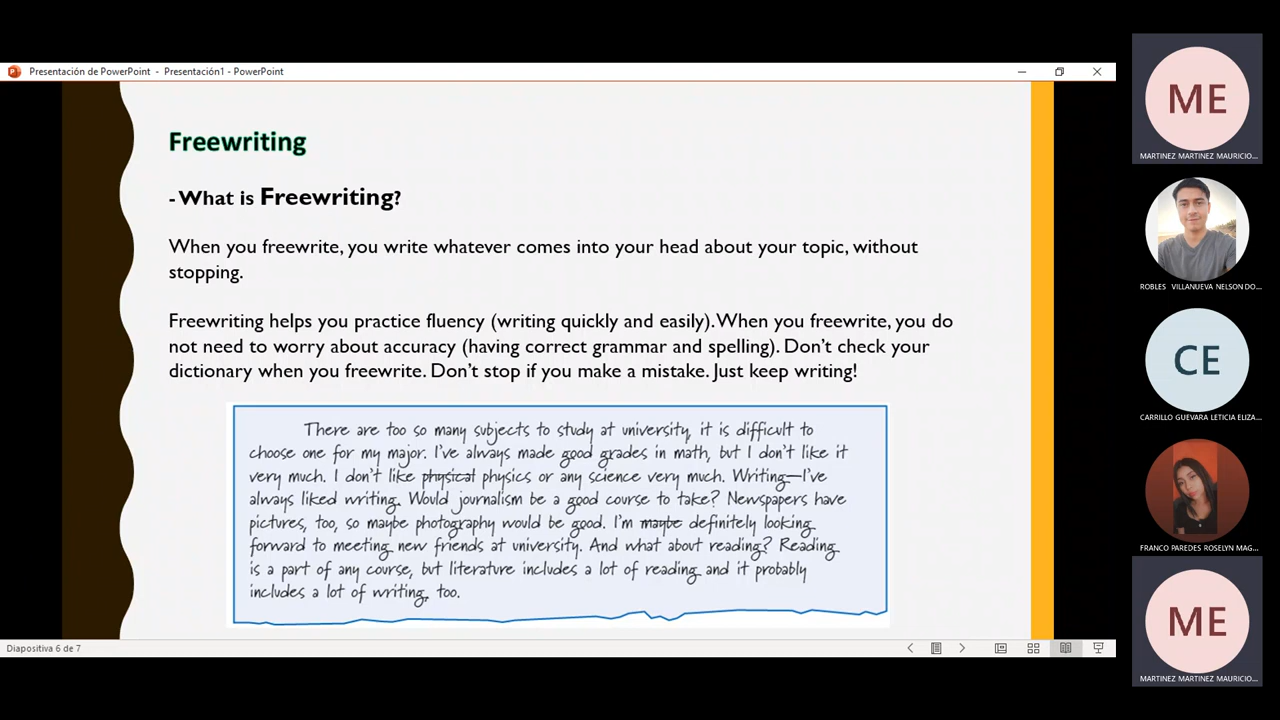 Presentación de PowerPoint - Presentación1 - PowerPoint
Freewriting
- What is Freewriting?
When you freewrite, you write whatever comes into your head about your topic, without
stopping.
Freewriting helps you practice fluency (writing quickly and easily). When you freewrite, you do
not need to worry about accuracy (having correct grammar and spelling). Don't check your
dictionary when you freewrite. Don't stop if you make a mistake. Just keep writing!
There are too so many subjects to study at university, it is difficult to
choose one for my major. I've always made good grades in math, but I don't like it
very much. I don't like physical physics or any science very much. Writing—I've
always liked writing. Would journalism be a good course to take? Newspapers have
pictures, too, so maybe photography would be good. I'm maybe definitely looking
forward to meeting new friends at university. And what about reading? Reading
is a part of any course, but literature includes a lot of reading and it probably
includes a lot of writing, too.
Diapositiva 6 de 7
ME
MARTINEZ MARTINEZ MAURICIO...
ROBLES VILLANUEVA NELSON DO...
CE
CARRILLO GUEVARA LETICIA ELIZA...
FRANCO PAREDES ROSELYN MAG...
ME
MARTINEZ MARTINEZ MAURICIO...